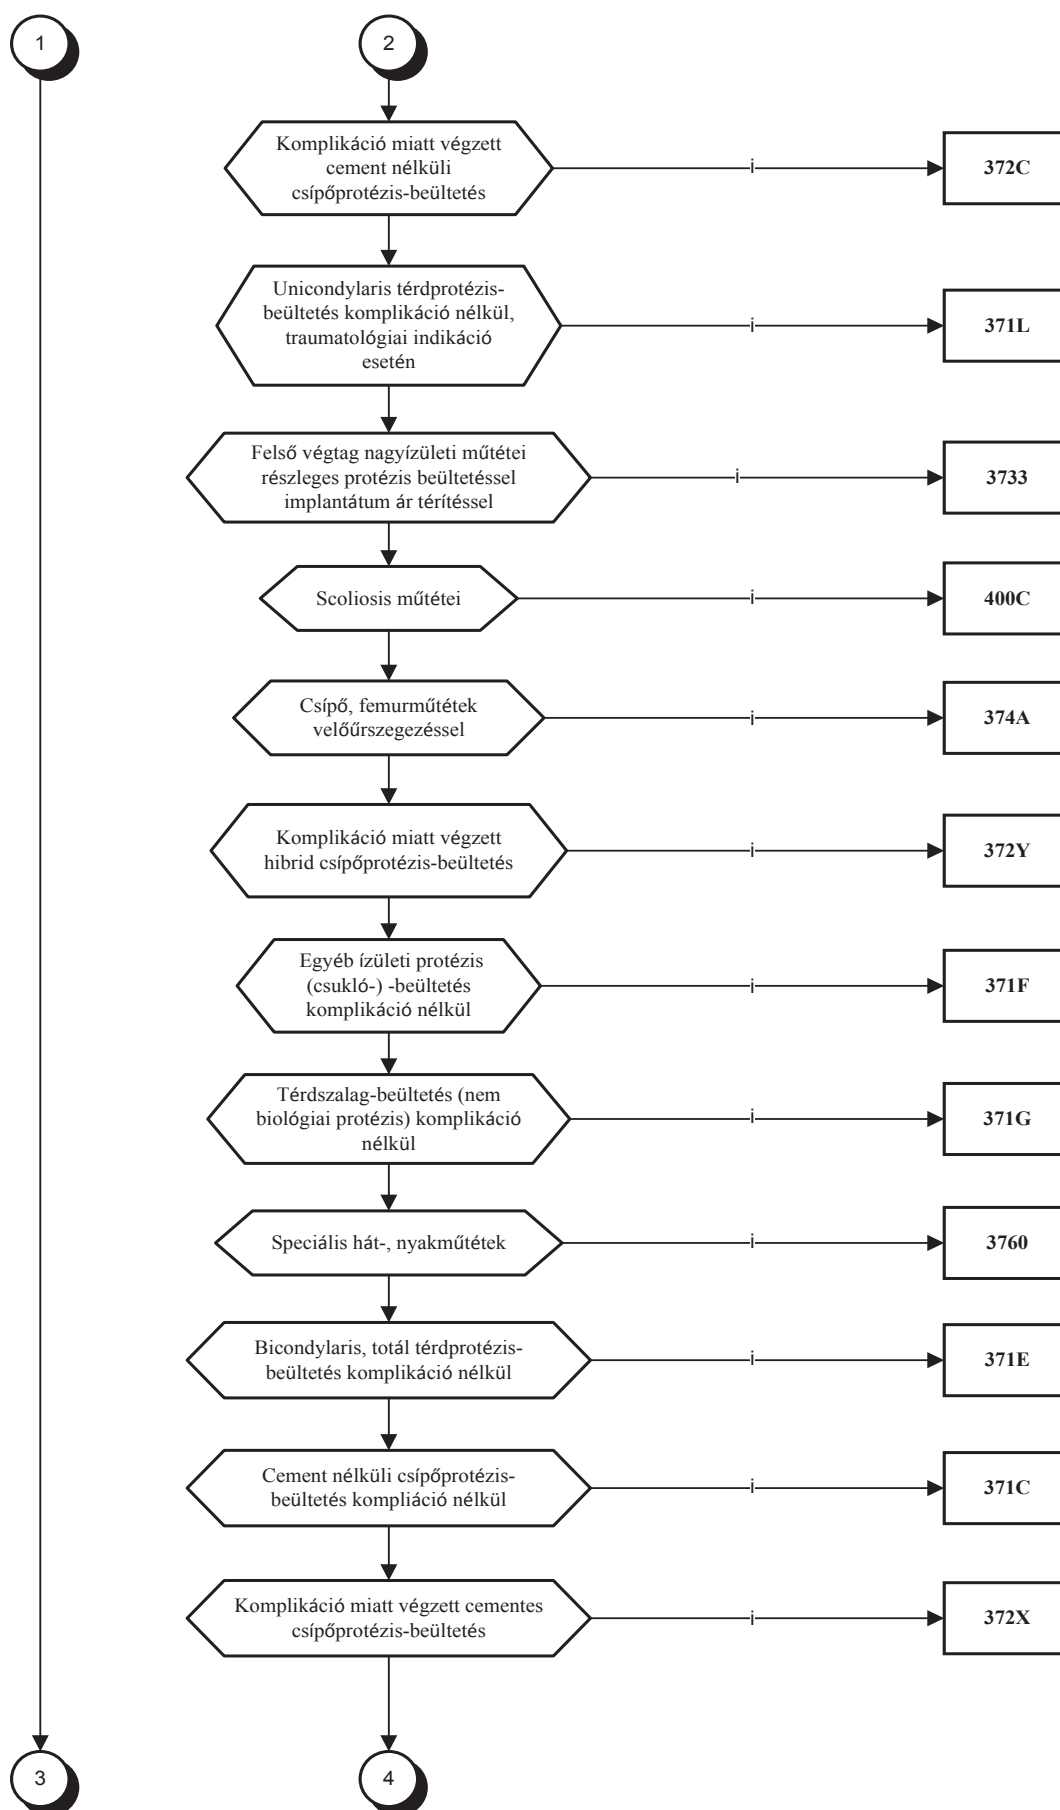 1
2
Komplikáció miatt végzett
cement nélküli
csípőprotézis-beültetés
i
372C
Unicondylaris térdprotézis-
beültetés komplikáció nélkül,
traumatológiai indikáció
esetén
i
371L
Felső végtag nagyízületi műtétei
részleges protézis beültetéssel
implantátum ár térítéssel
i
3733
Scoliosis műtétei
i
400C
Csípő, femurműtétek
velőűrszegezéssel
i
374A
Komplikáció miatt végzett
hibrid csípőprotézis-beültetés
i
372Y
Egyéb ízületi protézis
(csukló-) -beültetés
komplikáció nélkül
i
371F
Térdszalag-beültetés (nem
biológiai protézis) komplikáció
nélkül
i
371G
Speciális hát-, nyakműtétek
i
3760
Bicondylaris, totál térdprotézis-
beültetés komplikáció nélkül
i
371E
Cement nélküli csípőprotézis-
beültetés kompliáció nélkül
i
371C
Komplikáció miatt végzett cementes
csípőprotézis-beültetés
i
372X
3
4